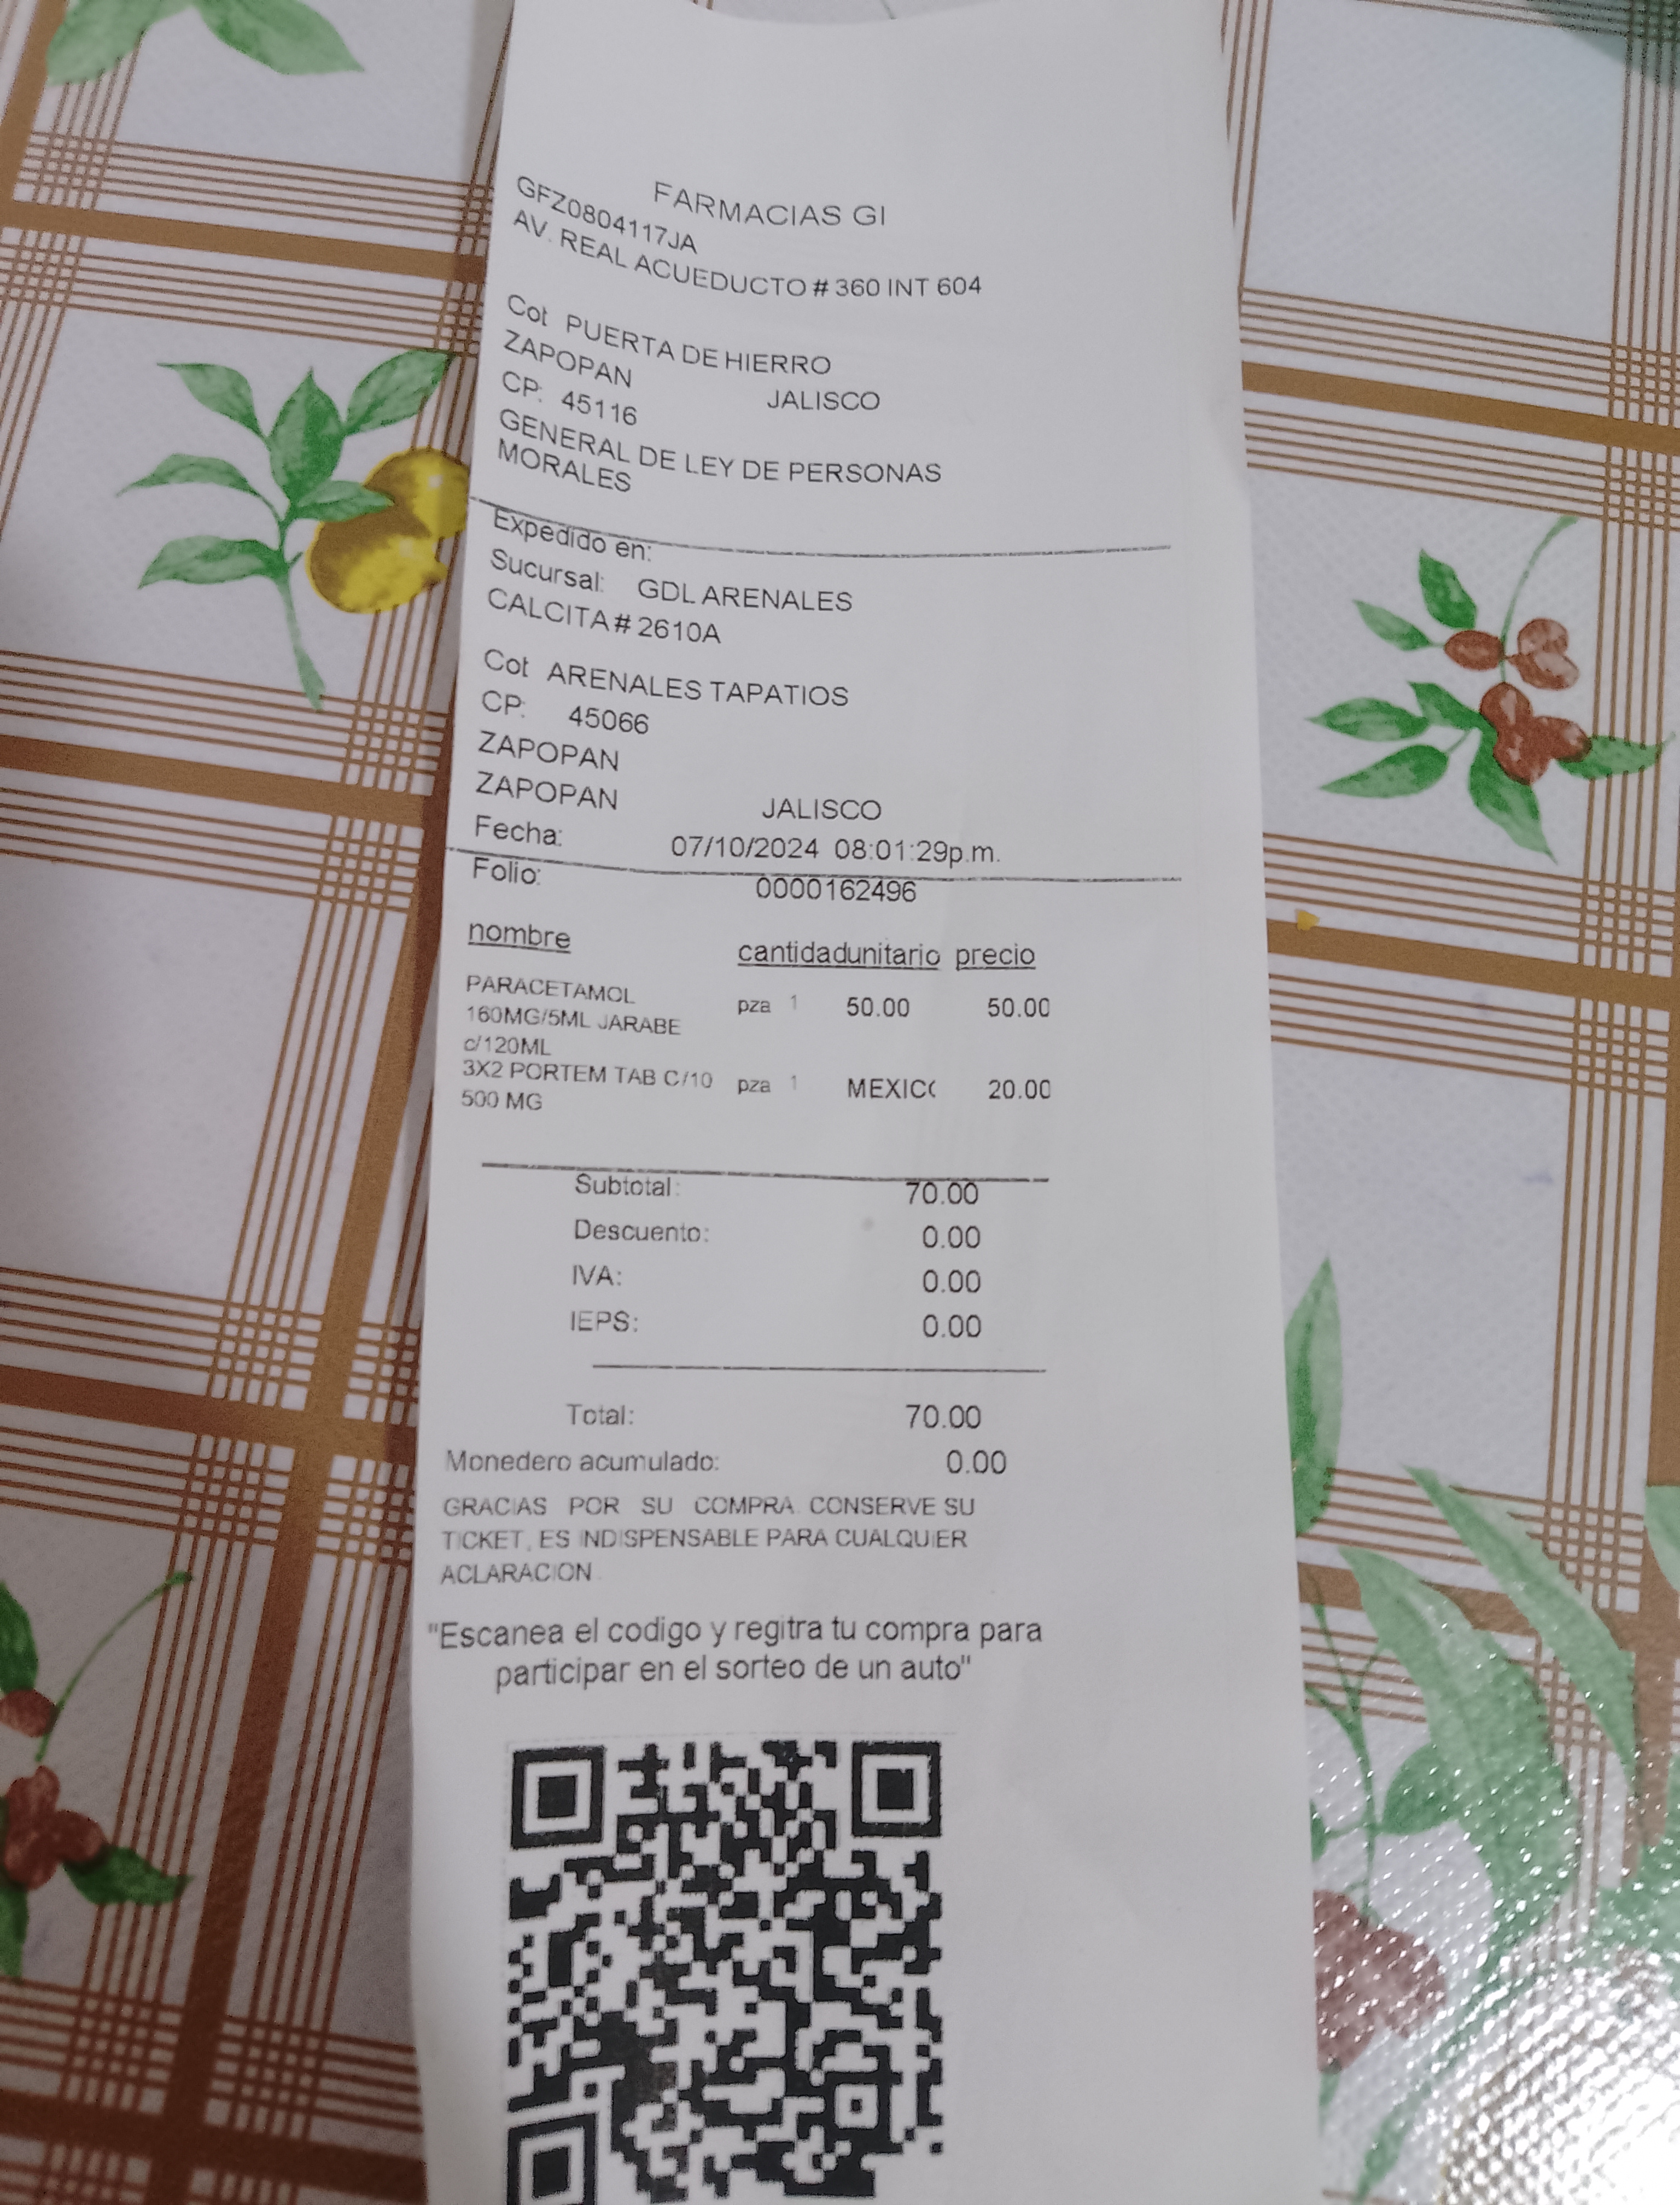 FARMACIAS GI
GFZ0804117JA
AV. REAL ACUEDUCTO # 360 INT 604
Col: PUERTA DE HIERRO
ZAPOPAN JALISCO
CP: 45116
GENERAL DE LEY DE PERSONAS
MORALES
Expedido en:
Sucursal: GDL ARENALES
CALCITA # 2610A
Col: ARENALES TAPATIOS
CP: 45066
ZAPOPAN
ZAPOPAN JALISCO
Fecha: 07/10/2024 08:01:29p.m.
Folio: 0000162496
nombre cantidadunitario precio
PARACETAMOL pza 1 50.00 50.00
160MG/5ML JARABE
c/120ML
3X2 PORTEM TAB C/10 pza 1 MEXICO 20.00
500 MG
Subtotal: 70.00
Descuento: 0.00
IVA: 0.00
IEPS: 0.00
Total: 70.00
Monedero acumulado: 0.00
GRACIAS POR SU COMPRA. CONSERVE SU
TICKET, ES INDISPENSABLE PARA CUALQUIER
ACLARACION.
"Escanea el codigo y regitra tu compra para
participar en el sorteo de un auto"